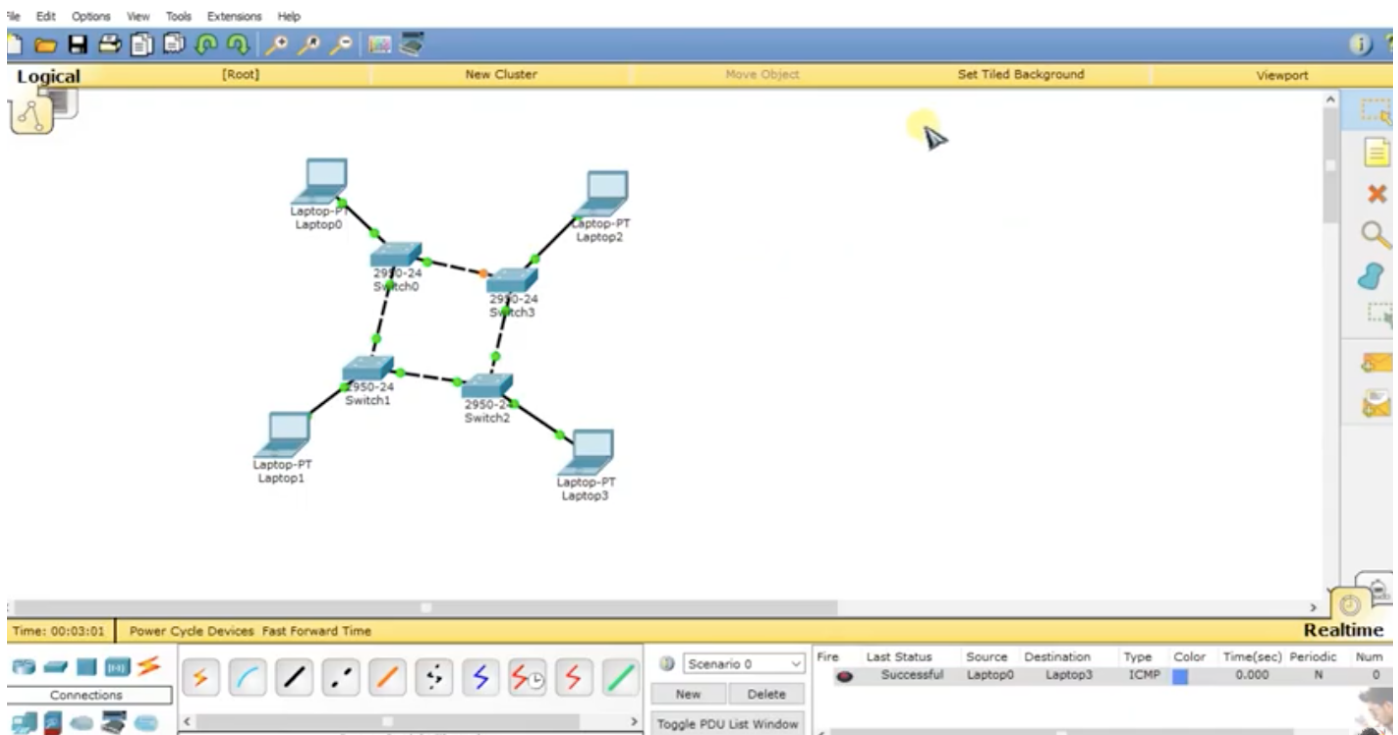 File Edit Options View Tools Extensions Help
Logical [Root] New Cluster Move Object Set Tiled Background Viewport
Laptop-PT
Laptop0
Laptop-PT
Laptop2
2950-24
Switch0
2950-24
Switch3
2950-24
Switch1
2950-24
Switch2
Laptop-PT
Laptop1
Laptop-PT
Laptop3
Time: 00:03:01 Power Cycle Devices Fast Forward Time Realtime
Connections
Scenario 0
New Delete
Toggle PDU List Window
Fire Last Status Source Destination Type Color Time(sec) Periodic Num
Successful Laptop0 Laptop3 ICMP 0.000 N 0